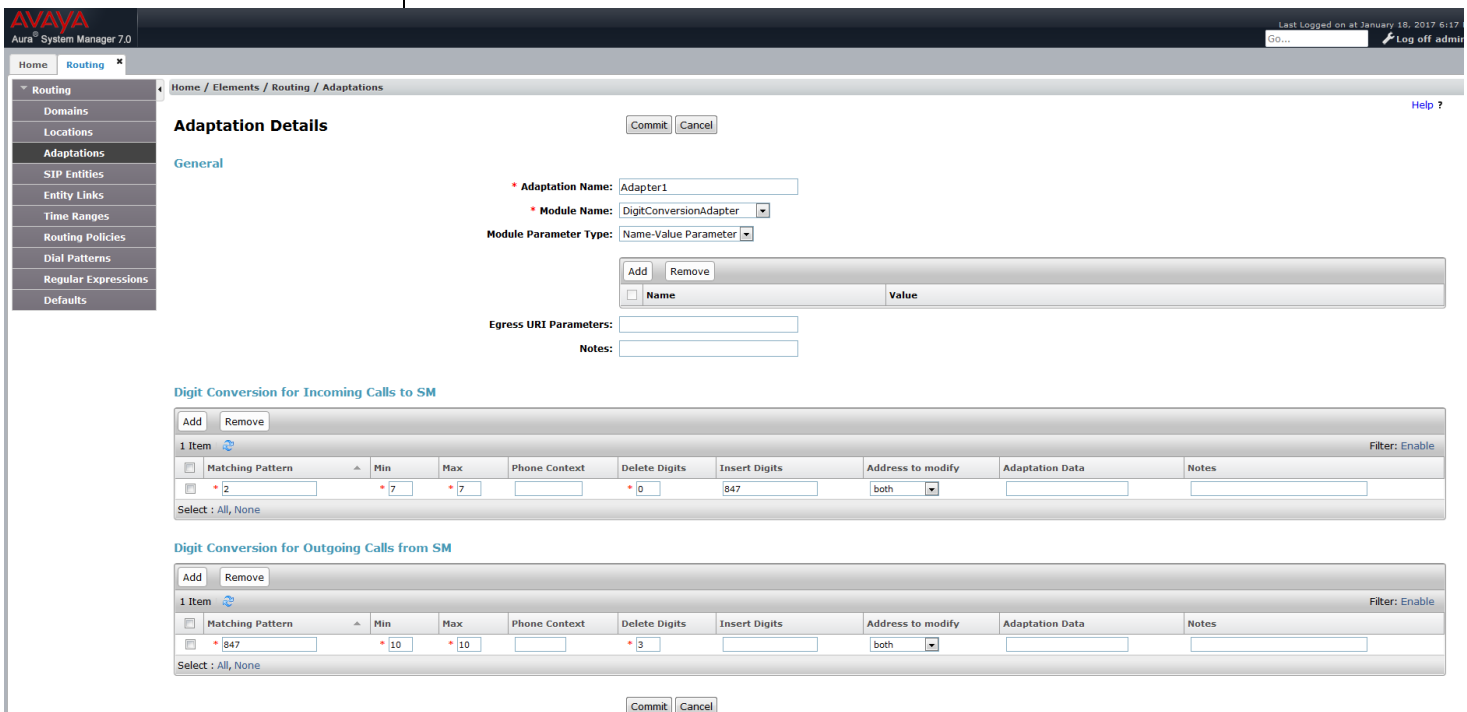 AVAYA
Aura® System Manager 7.0
Last Logged on at January 18, 2017 6:17
Go...
Log off admin
Home
Routing ×
Routing
Home / Elements / Routing / Adaptations
Help ?
Domains
Locations
Adaptations
SIP Entities
Entity Links
Time Ranges
Routing Policies
Dial Patterns
Regular Expressions
Defaults
Adaptation Details
Commit Cancel
General
* Adaptation Name: Adapter1
* Module Name: DigitConversionAdapter
Module Parameter Type: Name-Value Parameter
Add Remove
Name Value
Egress URI Parameters:
Notes:
Digit Conversion for Incoming Calls to SM
Add Remove
1 Item Filter: Enable
Matching Pattern Min Max Phone Context Delete Digits Insert Digits Address to modify Adaptation Data Notes
* 2 * 7 * 7 * 0 847 both
Select : All, None
Digit Conversion for Outgoing Calls from SM
Add Remove
1 Item Filter: Enable
Matching Pattern Min Max Phone Context Delete Digits Insert Digits Address to modify Adaptation Data Notes
* 847 * 10 * 10 * 3 both
Select : All, None
Commit Cancel